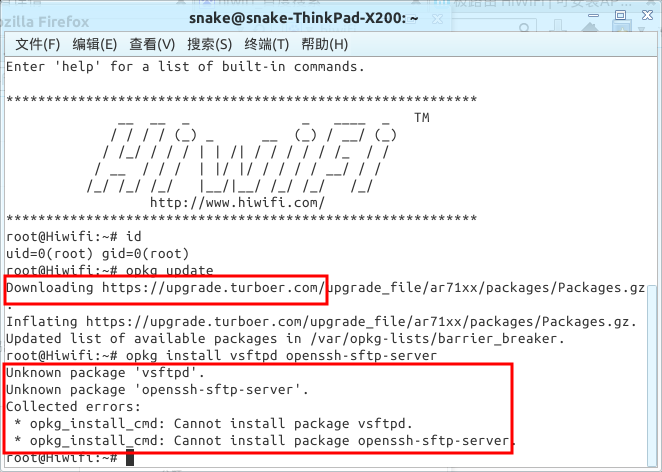 snake@snake-ThinkPad-X200: ~
文件(F) 编辑(E) 查看(V) 搜索(S) 终端(T) 帮助(H)
Enter 'help' for a list of built-in commands.
***********************************************************
HiWiFi TM
http://www.hiwifi.com/
***********************************************************
root@Hiwifi:~# id
uid=0(root) gid=0(root)
root@Hiwifi:~# opkg update
Downloading https://upgrade.turboer.com/upgrade_file/ar71xx/packages/Packages.gz
.
Inflating https://upgrade.turboer.com/upgrade_file/ar71xx/packages/Packages.gz.
Updated list of available packages in /var/opkg-lists/barrier_breaker.
root@Hiwifi:~# opkg install vsftpd openssh-sftp-server
Unknown package 'vsftpd'.
Unknown package 'openssh-sftp-server'.
Collected errors:
 * opkg_install_cmd: Cannot install package vsftpd.
 * opkg_install_cmd: Cannot install package openssh-sftp-server.
root@Hiwifi:~#